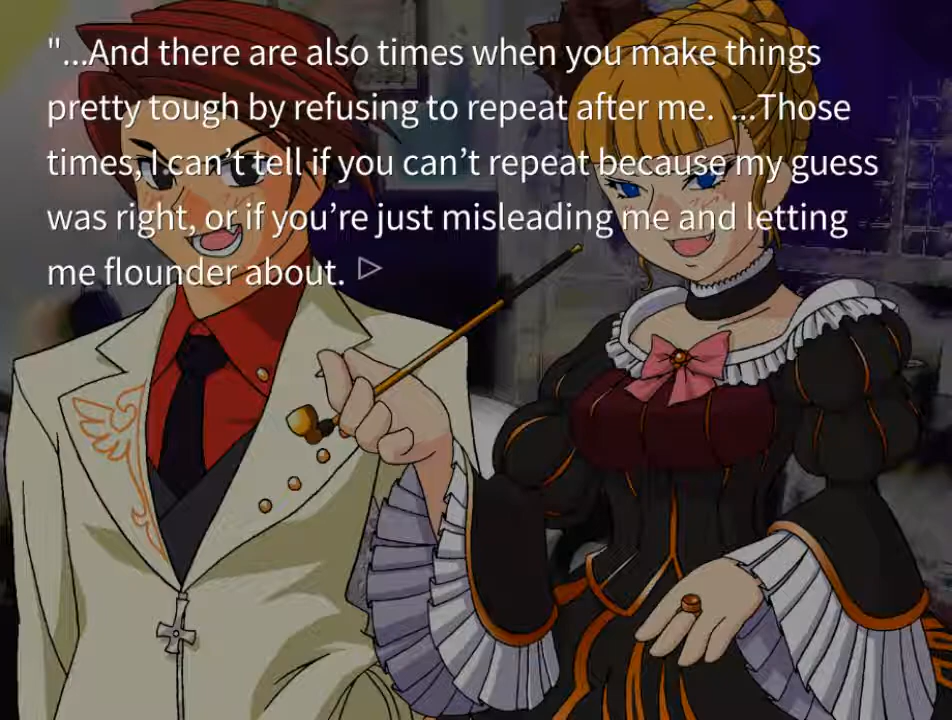 "...And there are also times when you make things
pretty tough by refusing to repeat after me.  ...Those
times, I can’t tell if you can’t repeat because my guess
was right, or if you’re just misleading me and letting
me flounder about.